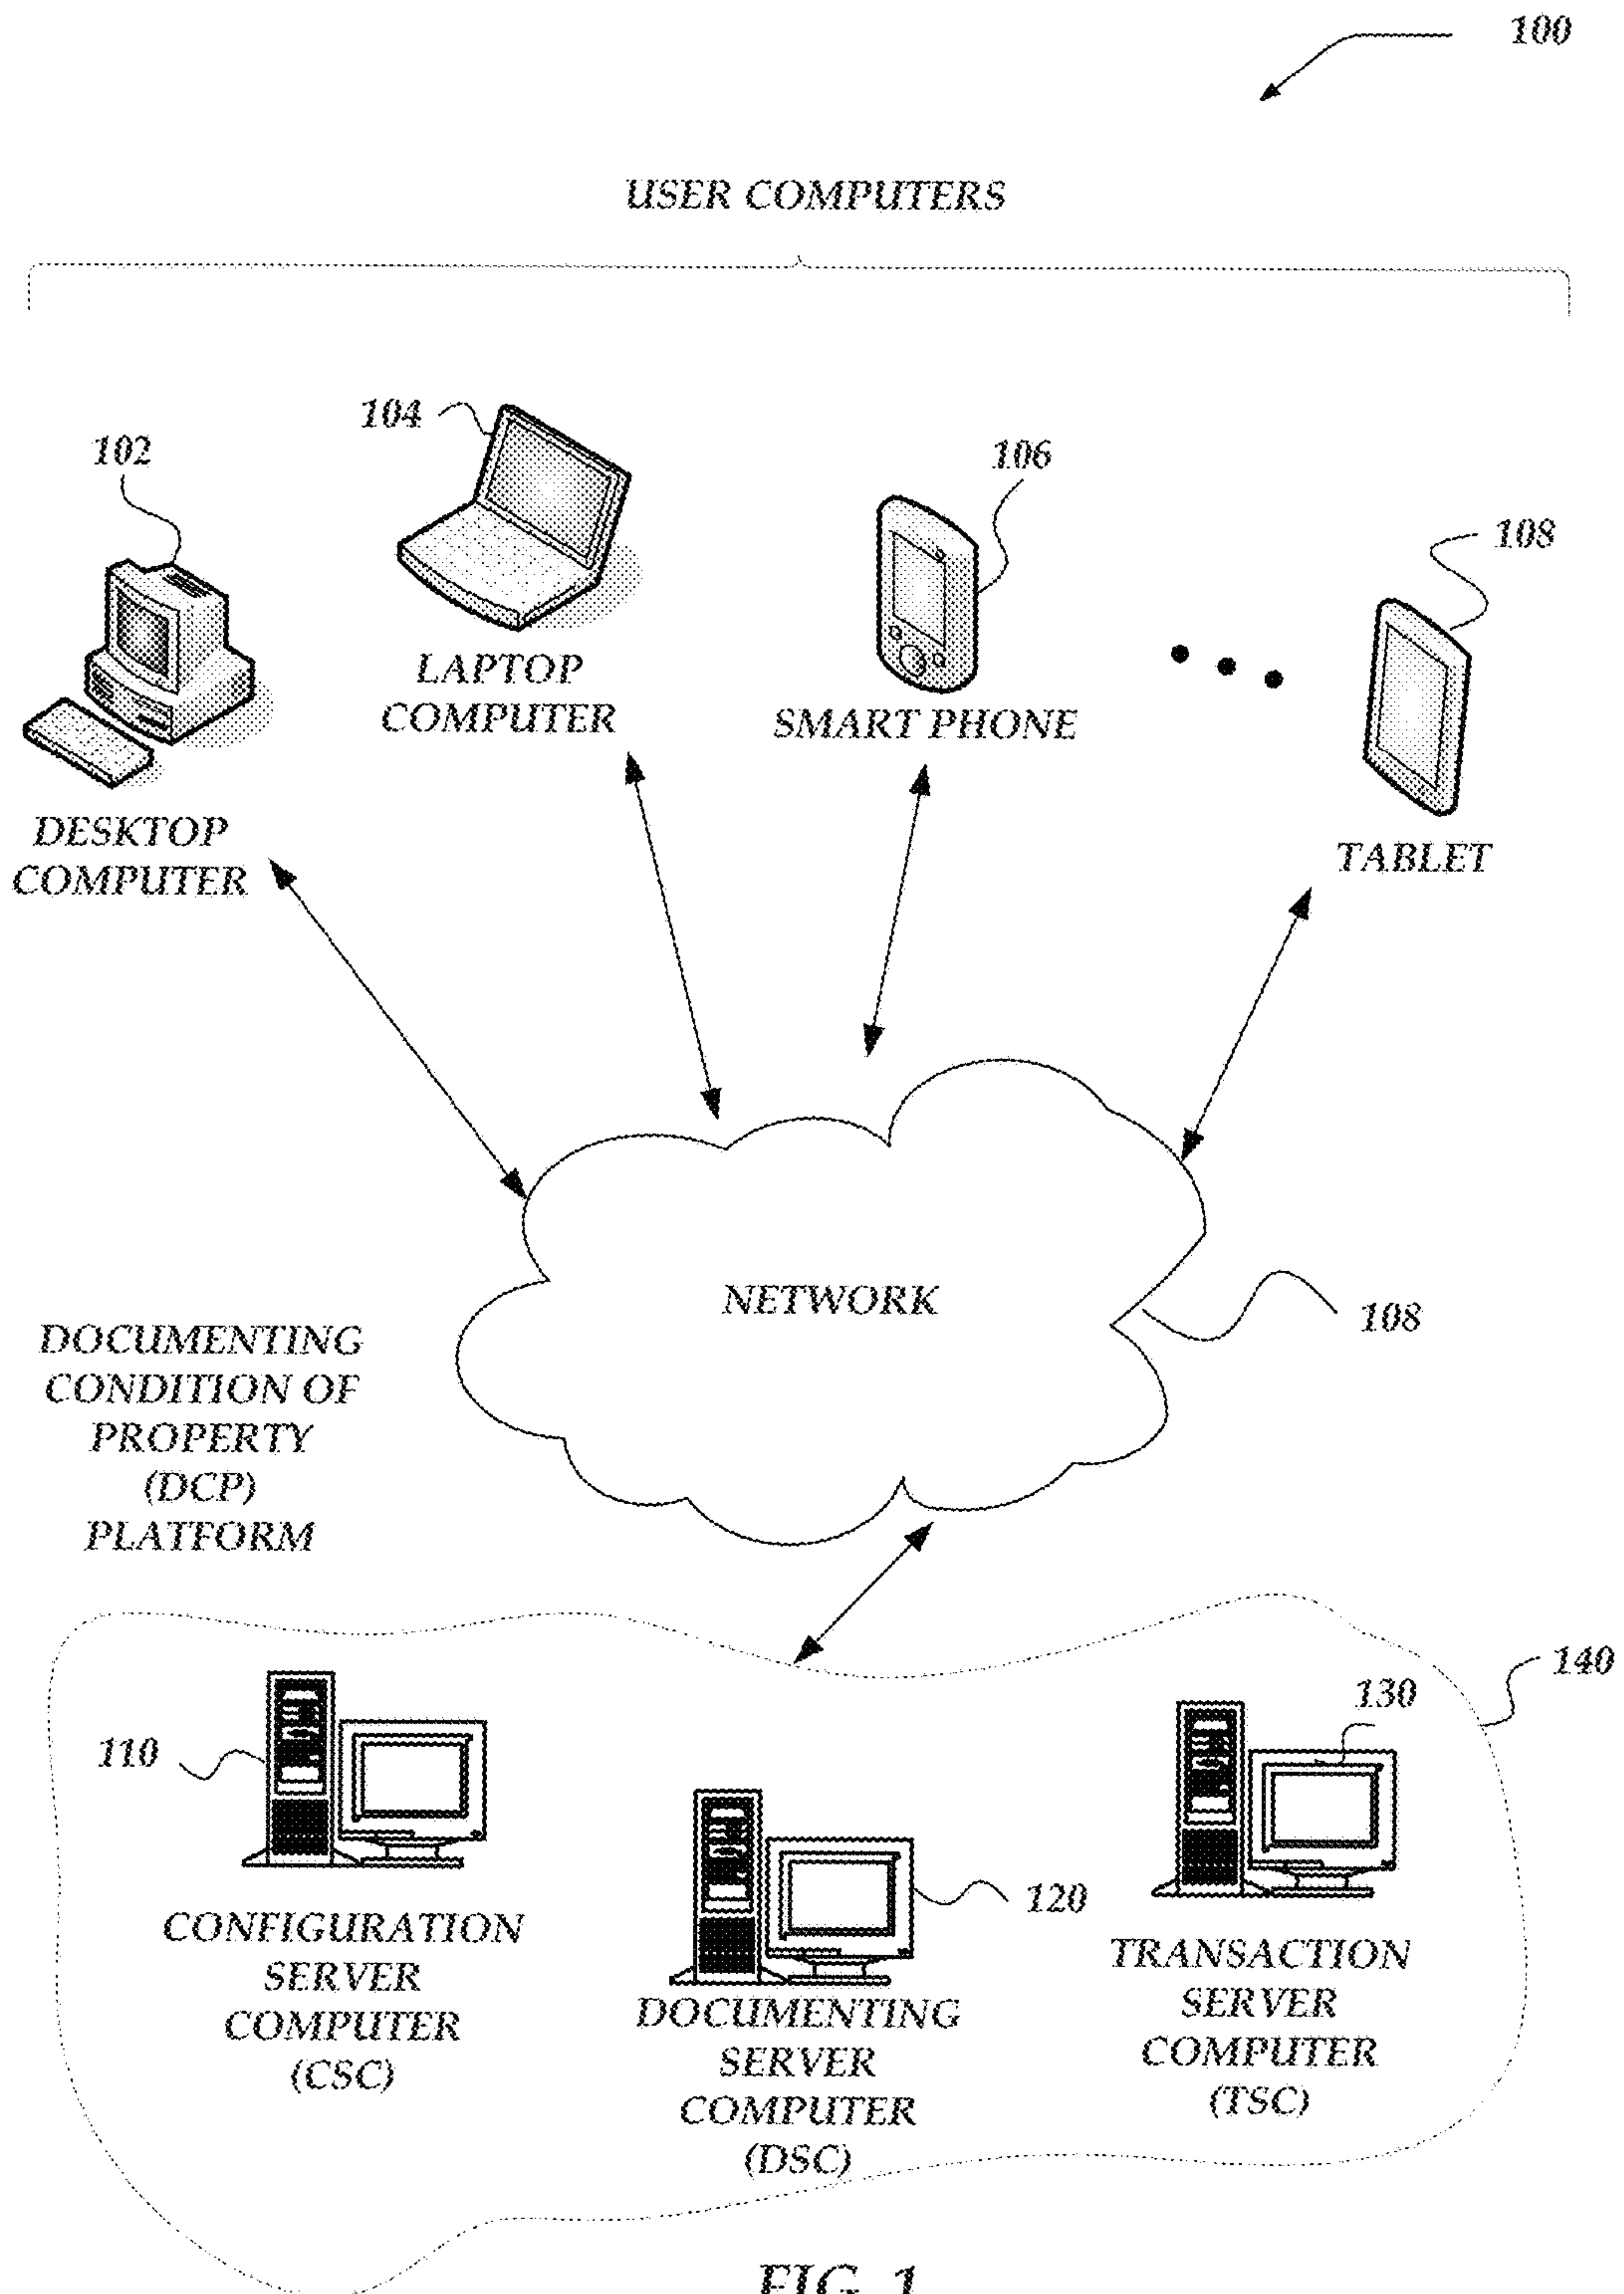 100
USER COMPUTERS
104
102
106
108
LAPTOP
COMPUTER
SMART PHONE
DESKTOP
COMPUTER
TABLET
NETWORK
108
DOCUMENTING
CONDITION OF
PROPERTY
(DCP)
PLATFORM
140
130
110
120
CONFIGURATION
SERVER
COMPUTER
(CSC)
DOCUMENTING
SERVER
COMPUTER
(DSC)
TRANSACTION
SERVER
COMPUTER
(TSC)
FIG. 1